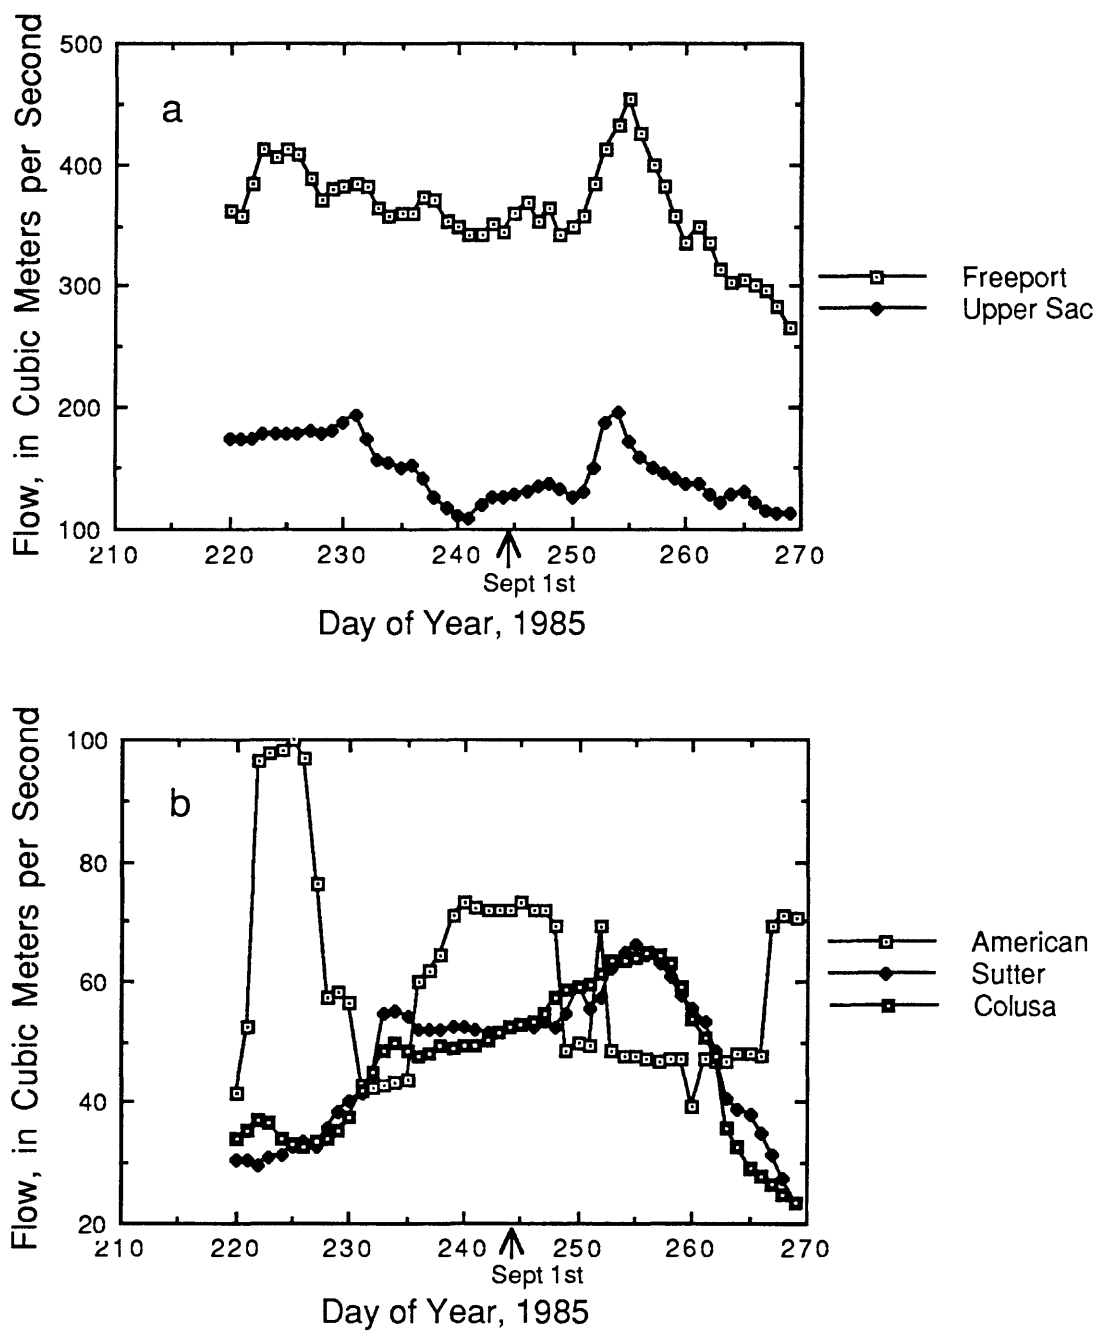 Flow, in Cubic Meters per Second
500
400
300
200
100
a
210 220 230 240 250 260 270
Sept 1st
Day of Year, 1985
Freeport
Upper Sac
Flow, in Cubic Meters per Second
100
80
60
40
20
b
210 220 230 240 250 260 270
Sept 1st
Day of Year, 1985
American
Sutter
Colusa